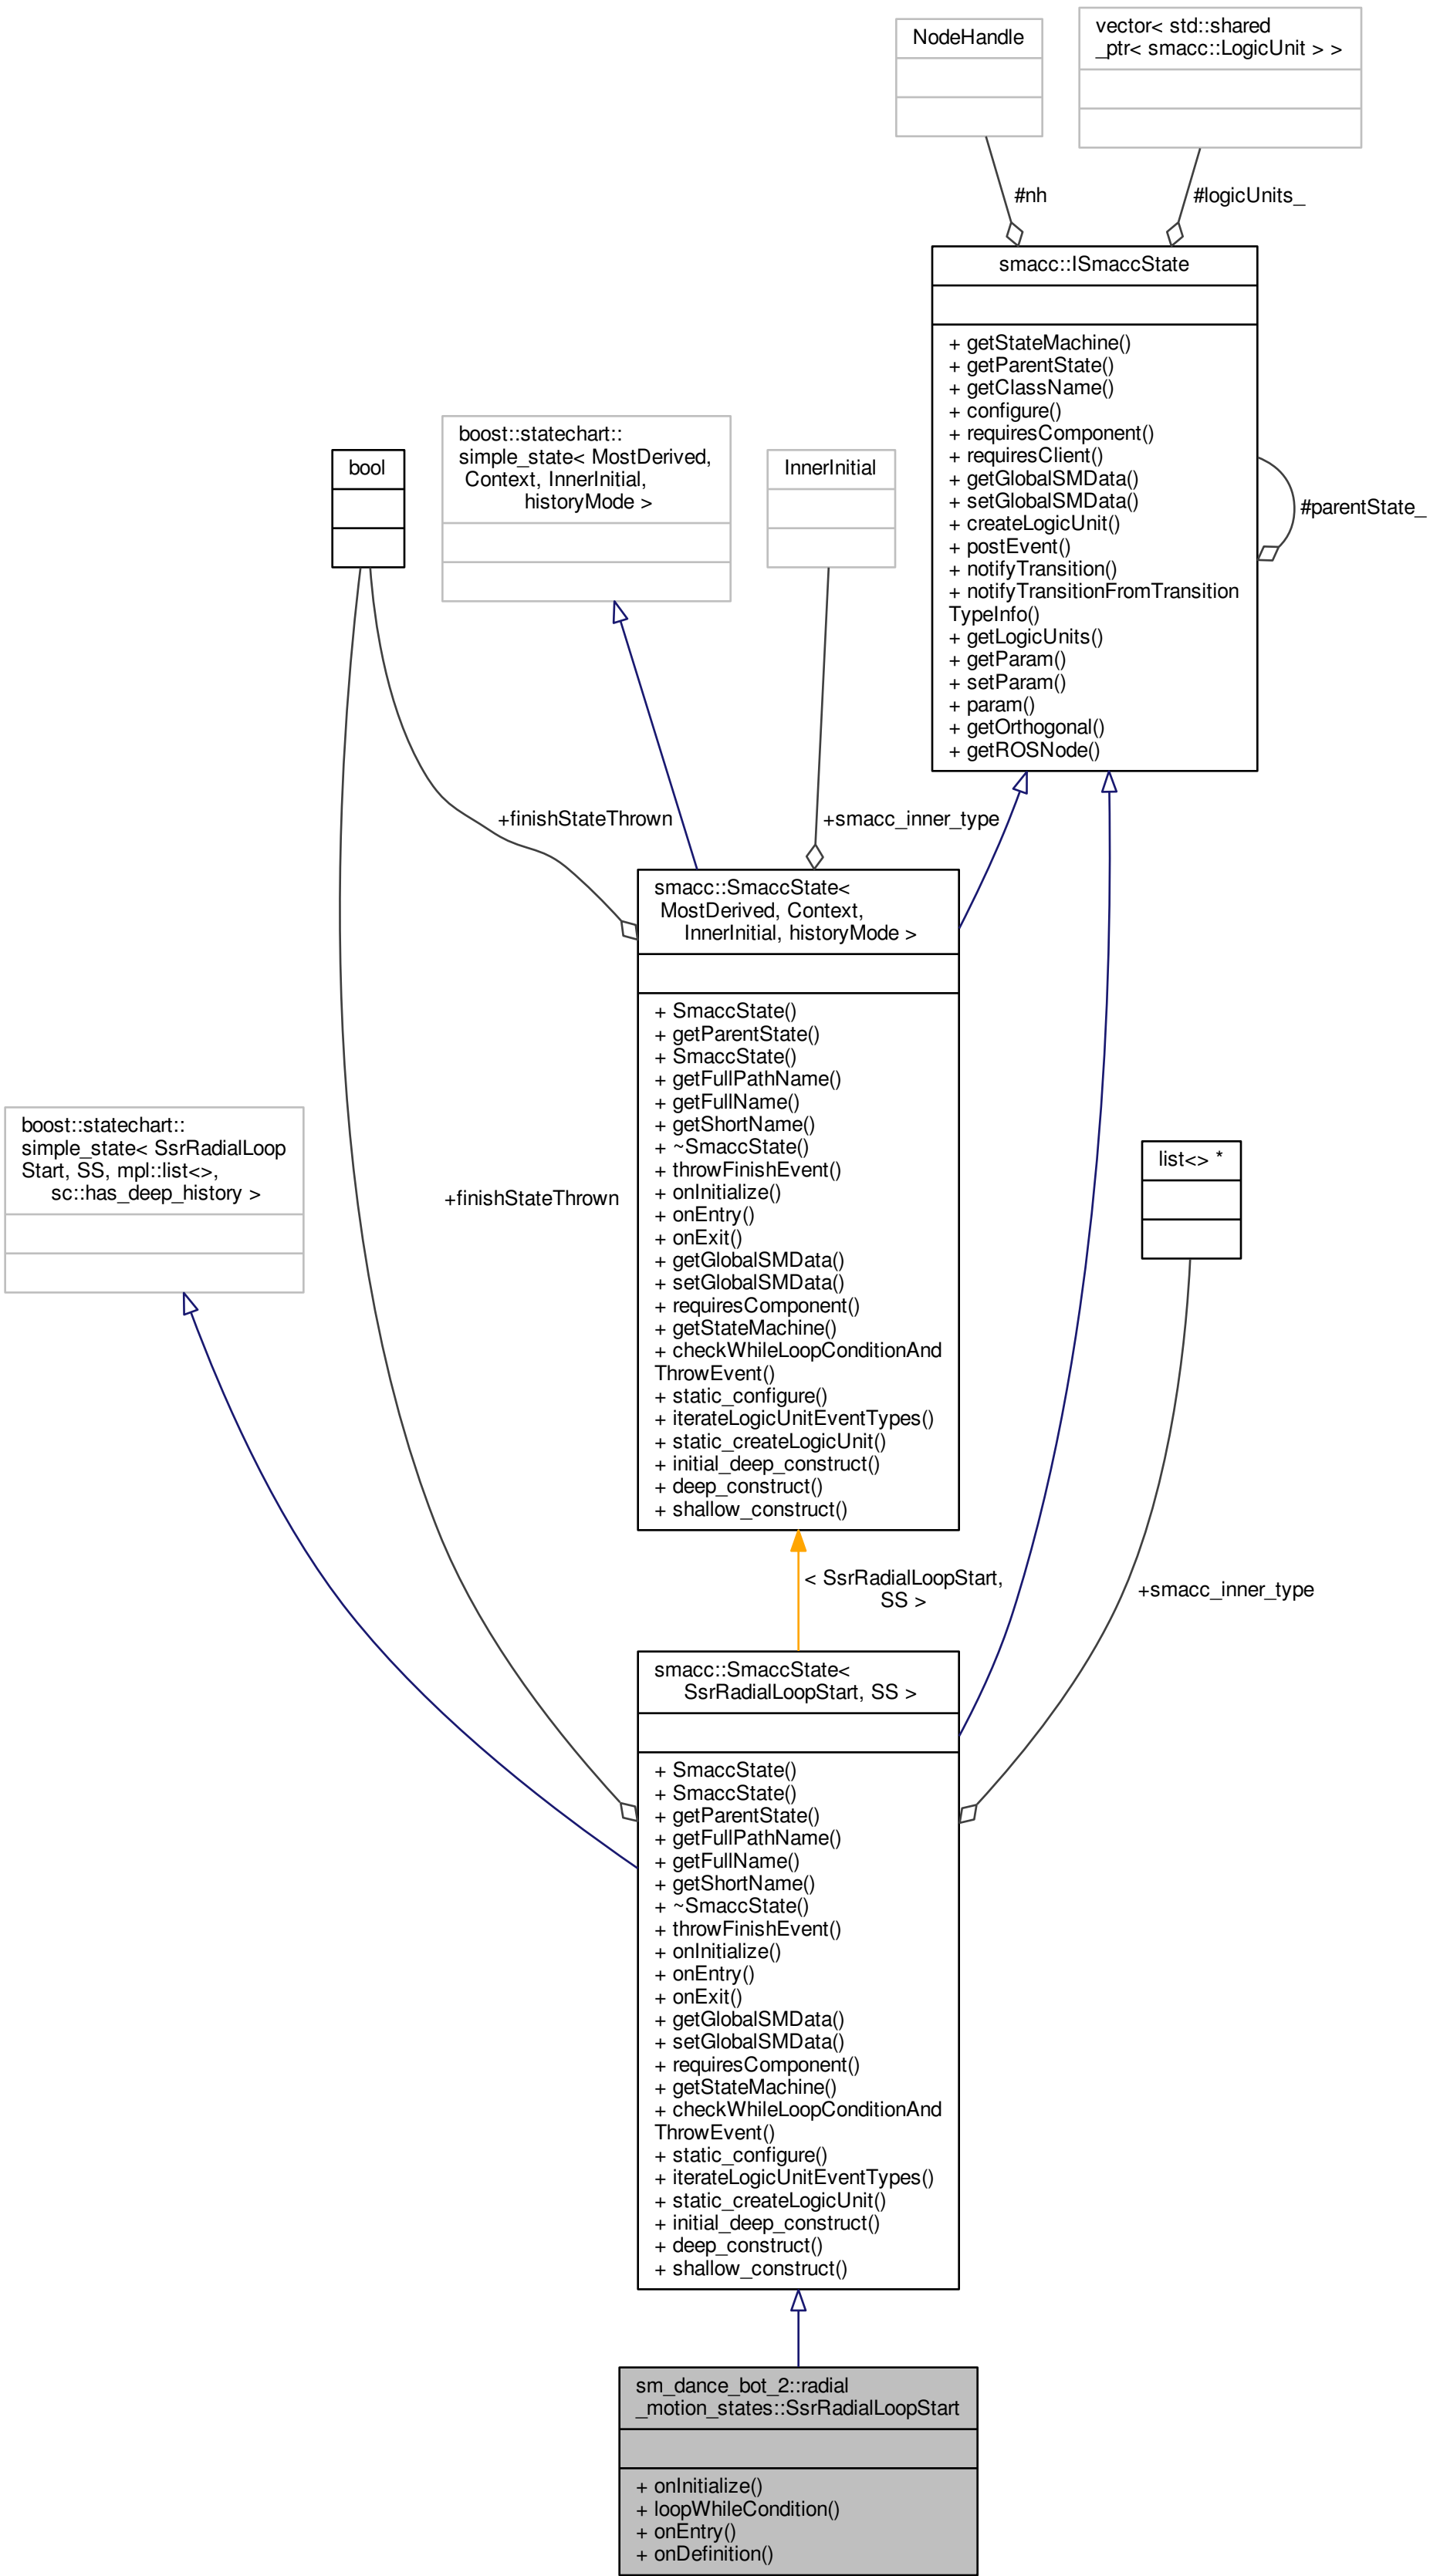 NodeHandle
vector< std::shared
_ptr< smacc::LogicUnit > >
#nh
#logicUnits_
smacc::ISmaccState
+ getStateMachine()
+ getParentState()
+ getClassName()
+ configure()
+ requiresComponent()
+ requiresClient()
+ getGlobalSMData()
+ setGlobalSMData()
+ createLogicUnit()
+ postEvent()
+ notifyTransition()
+ notifyTransitionFromTransition
TypeInfo()
+ getLogicUnits()
+ getParam()
+ setParam()
+ param()
+ getOrthogonal()
+ getROSNode()
#parentState_
bool
boost::statechart::
simple_state< MostDerived,
Context, InnerInitial,
historyMode >
InnerInitial
+finishStateThrown
+smacc_inner_type
smacc::SmaccState<
MostDerived, Context,
InnerInitial, historyMode >
+ SmaccState()
+ getParentState()
+ SmaccState()
+ getFullPathName()
+ getFullName()
+ getShortName()
+ ~SmaccState()
+ throwFinishEvent()
+ onInitialize()
+ onEntry()
+ onExit()
+ getGlobalSMData()
+ setGlobalSMData()
+ requiresComponent()
+ getStateMachine()
+ checkWhileLoopConditionAnd
ThrowEvent()
+ static_configure()
+ iterateLogicUnitEventTypes()
+ static_createLogicUnit()
+ initial_deep_construct()
+ deep_construct()
+ shallow_construct()
boost::statechart::
simple_state< SsrRadialLoop
Start, SS, mpl::list<>,
sc::has_deep_history >
+finishStateThrown
list<> *
< SsrRadialLoopStart,
SS >
+smacc_inner_type
smacc::SmaccState<
SsrRadialLoopStart, SS >
+ SmaccState()
+ SmaccState()
+ getParentState()
+ getFullPathName()
+ getFullName()
+ getShortName()
+ ~SmaccState()
+ throwFinishEvent()
+ onInitialize()
+ onEntry()
+ onExit()
+ getGlobalSMData()
+ setGlobalSMData()
+ requiresComponent()
+ getStateMachine()
+ checkWhileLoopConditionAnd
ThrowEvent()
+ static_configure()
+ iterateLogicUnitEventTypes()
+ static_createLogicUnit()
+ initial_deep_construct()
+ deep_construct()
+ shallow_construct()
sm_dance_bot_2::radial
_motion_states::SsrRadialLoopStart
+ onInitialize()
+ loopWhileCondition()
+ onEntry()
+ onDefinition()